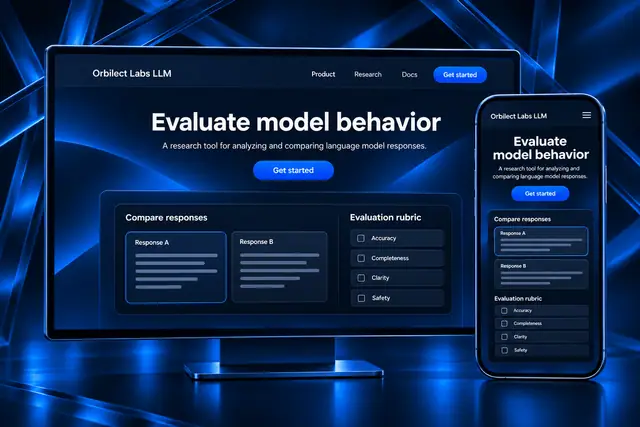 Orbilect Labs LLM
Product Research Docs Get started
Evaluate model behavior
A research tool for analyzing and comparing language model responses.
Get started
Compare responses
Response A
Response B
Evaluation rubric
Accuracy
Completeness
Clarity
Safety
Orbilect Labs LLM
Evaluate
model behavior
A research tool for analyzing and
comparing language model responses.
Get started
Compare responses
Response A
Response B
Evaluation rubric
Accuracy
Completeness
Clarity
Safety